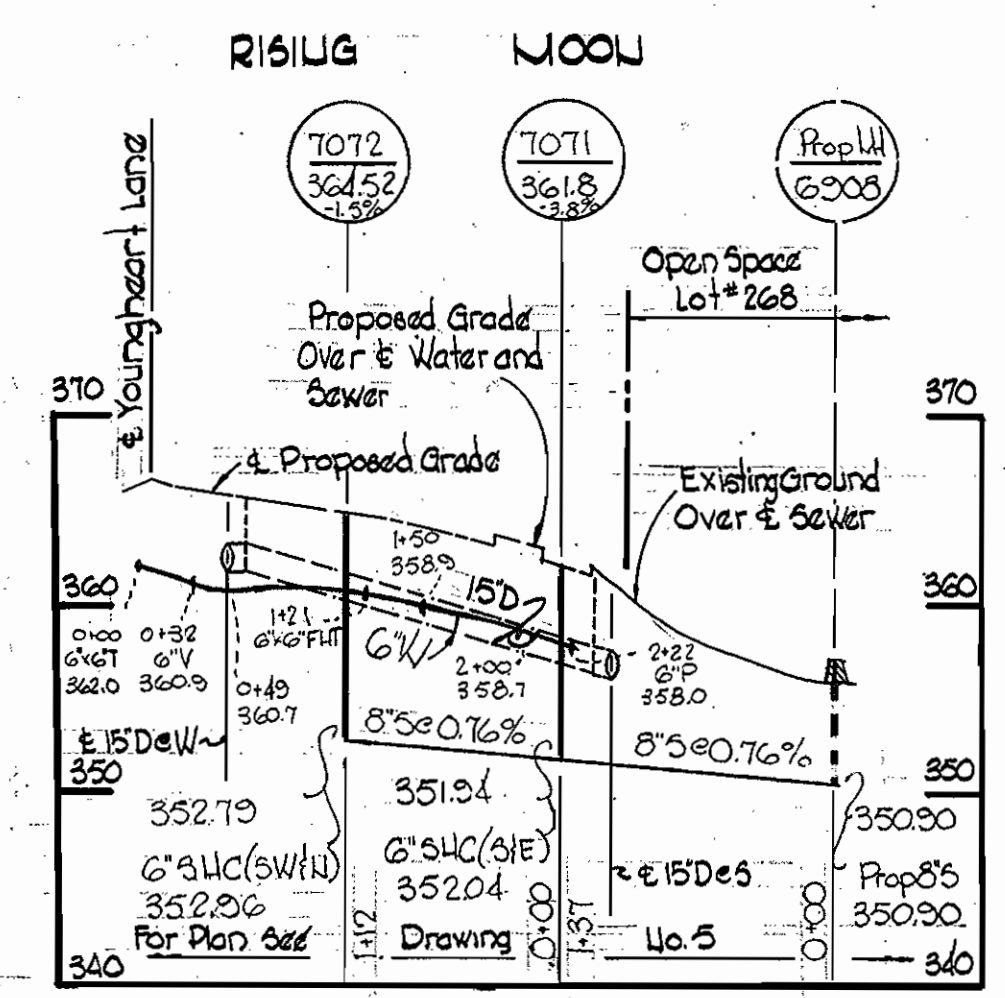 RISING MOON
7072
364.52
-1.5%
7071
361.8
-3.8%
Prop MH
6908
℄ Youngheart Lane
Open Space
Lot #268
Proposed Grade
Over ℄ Water and
Sewer
370
370
℄ Proposed Grade
Existing Ground
Over ℄ Sewer
1+50
358.9
15"D
360
360
0+00
6"x6"T
362.0
0+32
6"V
360.9
0+49
360.7
1+21
6"x6"FHT
6"W
2+00
358.7
2+22
6"P
358.0
℄ 15"D@W
8"S@0.76%
8"S@0.76%
350
350
352.79
6"SHC(SW&N)
352.96
351.94
6"SHC(S&E)
352.04
℄ 15"D@S
350.90
Prop 8"S
350.90
1+12
0+00
1+37
0+00
For Plan See Drawing No. 5
340
340